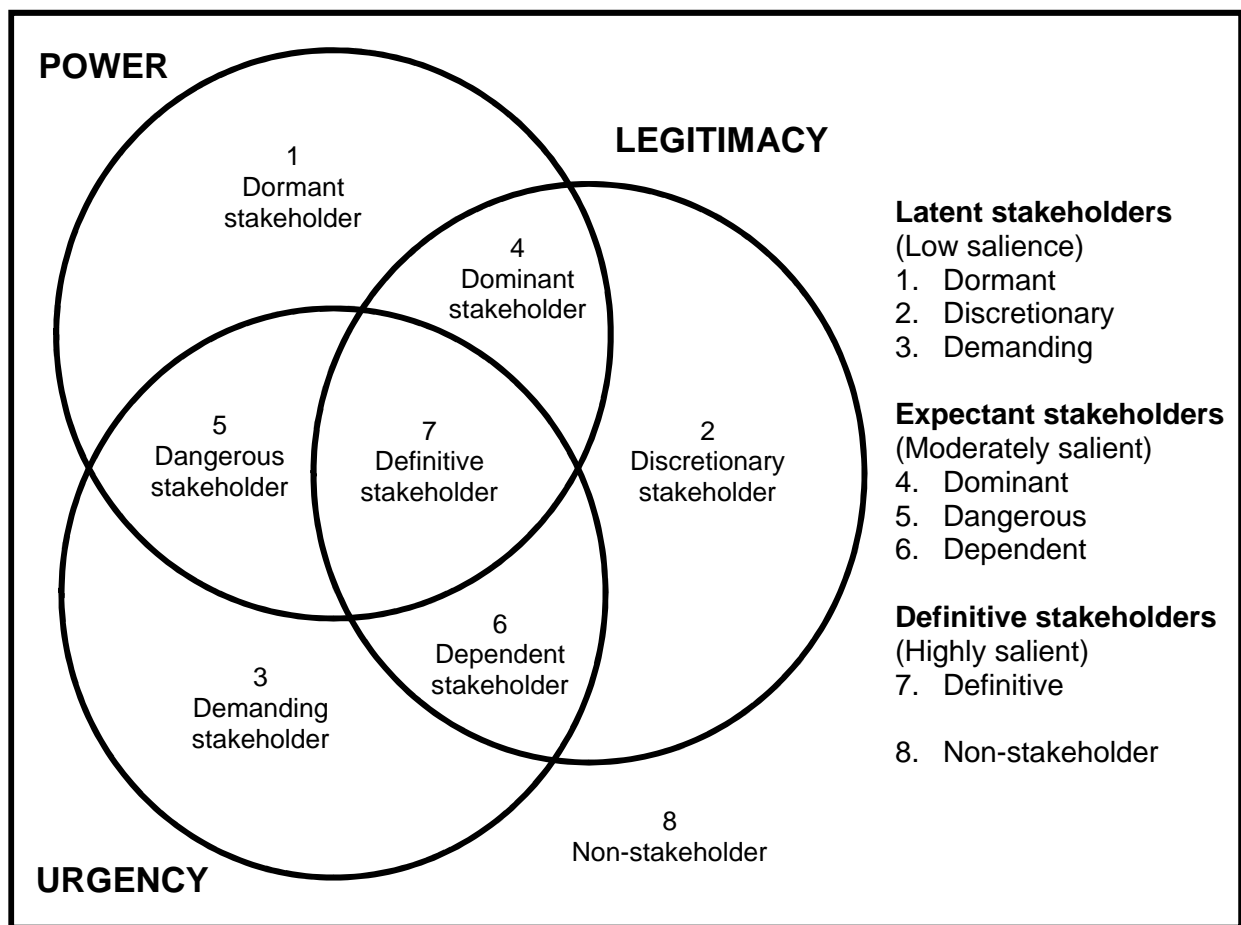 POWER
LEGITIMACY
1
Dormant
stakeholder
4
Dominant
stakeholder
5
Dangerous
stakeholder
7
Definitive
stakeholder
2
Discretionary
stakeholder
6
Dependent
stakeholder
3
Demanding
stakeholder
8
Non-stakeholder
URGENCY
Latent stakeholders
(Low salience)
1. Dormant
2. Discretionary
3. Demanding
Expectant stakeholders
(Moderately salient)
4. Dominant
5. Dangerous
6. Dependent
Definitive stakeholders
(Highly salient)
7. Definitive
8. Non-stakeholder